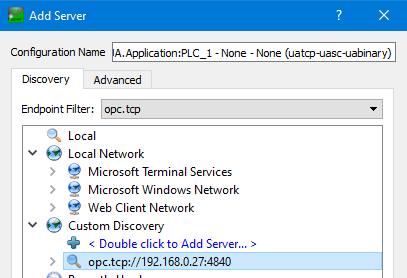 Add Server
Configuration Name
A.Application:PLC_1 - None - None (uatcp-uasc-uabinary)
Discovery
Advanced
Endpoint Filter:
opc.tcp
Local
Local Network
Microsoft Terminal Services
Microsoft Windows Network
Web Client Network
Custom Discovery
< Double click to Add Server... >
opc.tcp://192.168.0.27:4840